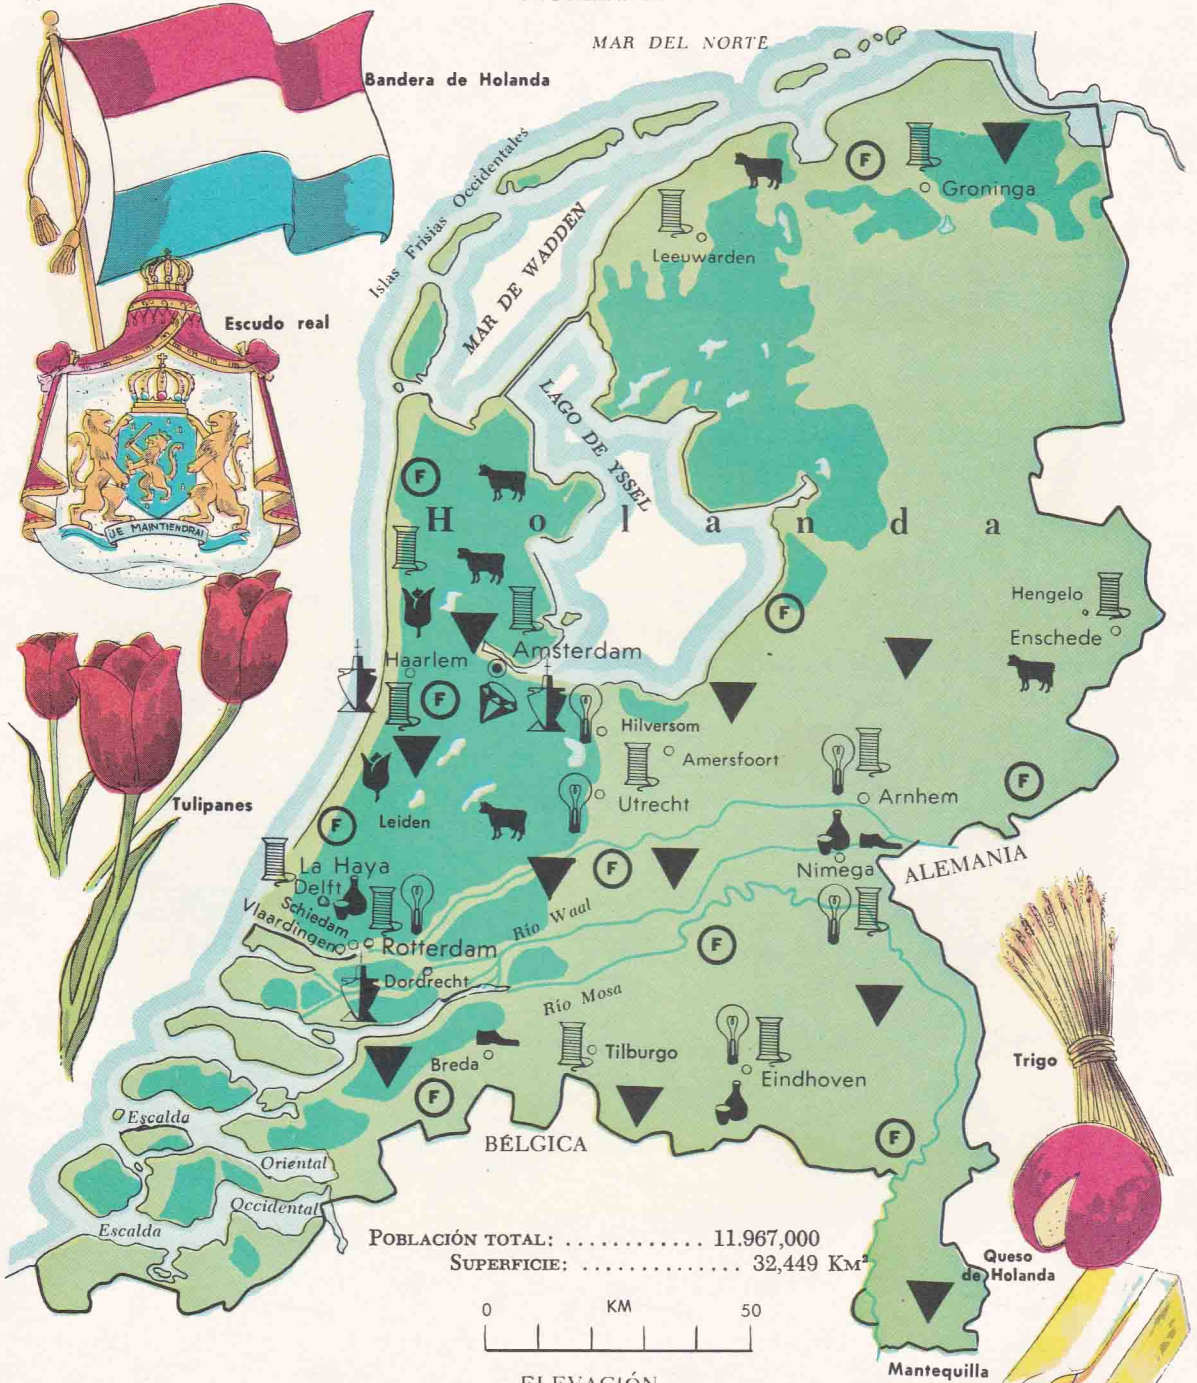 MAR DEL NORTE
Bandera de Holanda
Islas Frisias Occidentales
MAR DE WADDEN
F
Groninga
Leeuwarden
Escudo real
JE MAINTIENDRAI
LAGO DE YSSEL
F
Holanda
Hengelo
Enschede
F
Haarlem
Amsterdam
F
Hilversom
Amersfoort
Utrecht
Arnhem
F
Tulipanes
F
Leiden
La Haya
Delft
Schiedam
Vlaardingen
Rotterdam
Dordrecht
F
Nimega
ALEMANIA
Río Waal
F
Río Mosa
Breda
Tilburgo
Eindhoven
Trigo
F
F
Escalda
Oriental
BÉLGICA
Occidental
Escalda
POBLACIÓN TOTAL: ............ 11.967,000
SUPERFICIE: .............. 32,449 KM²
Queso
de Holanda
0 KM 50
Mantequilla
ELEVACIÓN